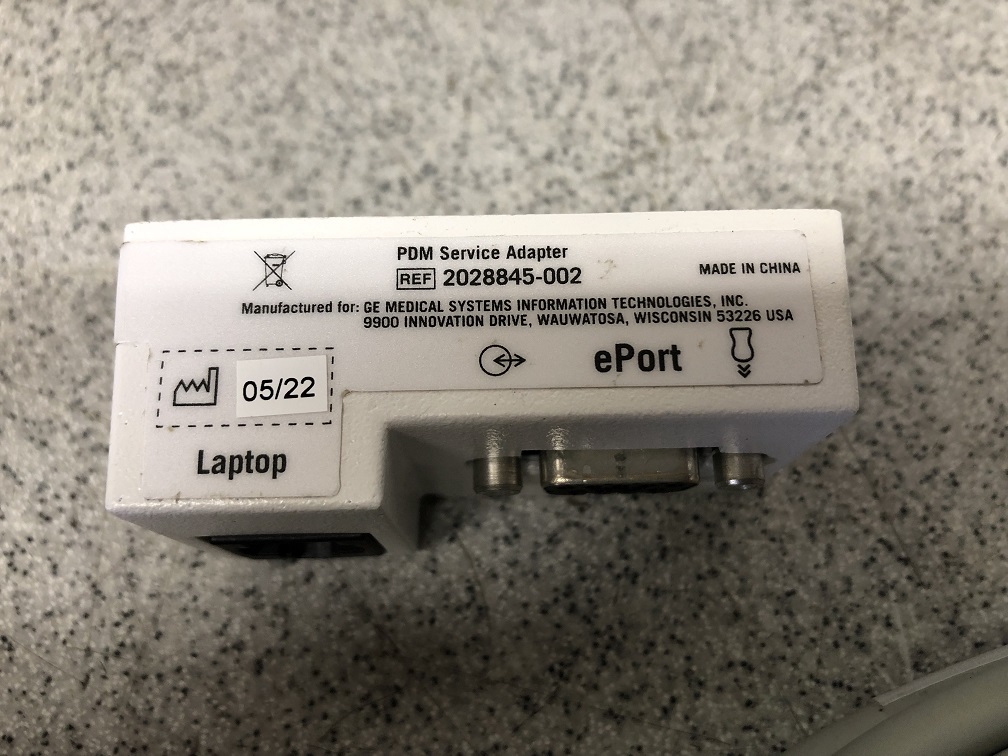 PDM Service Adapter
REF 2028845-002
MADE IN CHINA
Manufactured for: GE MEDICAL SYSTEMS INFORMATION TECHNOLOGIES, INC.
9900 INNOVATION DRIVE, WAUWATOSA, WISCONSIN 53226 USA
ePort
05/22
Laptop